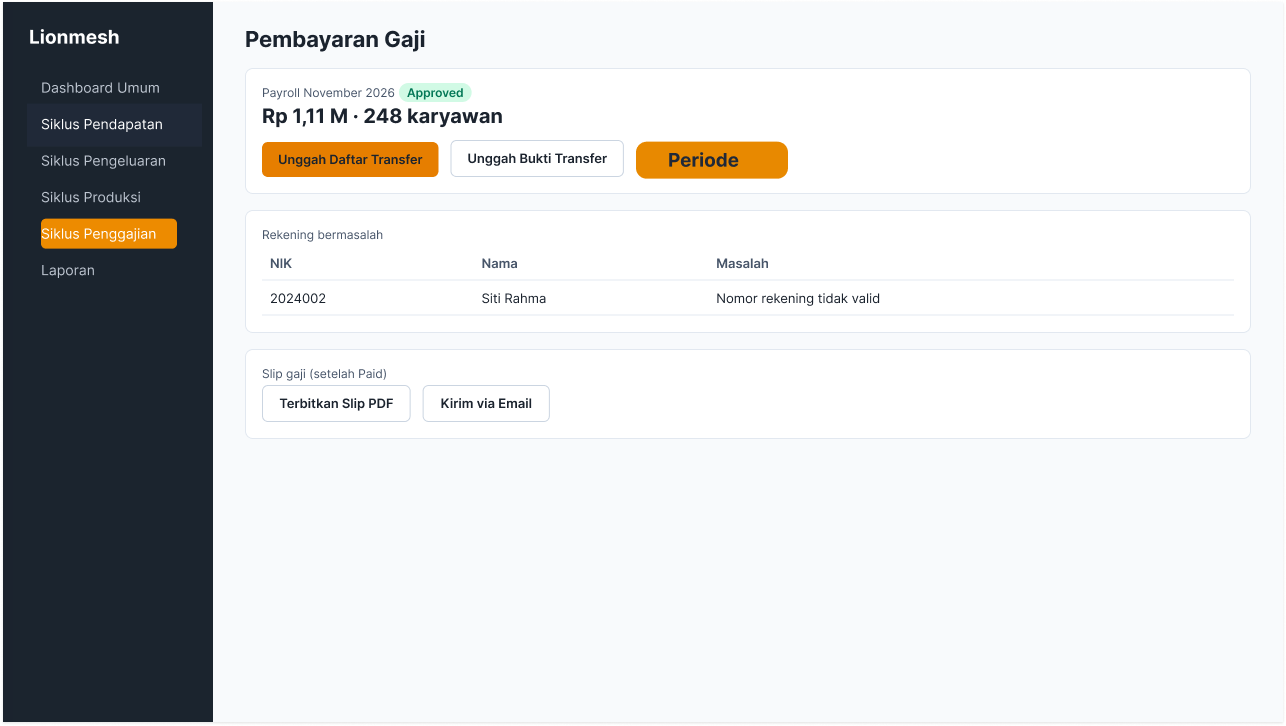 Lionmesh
Dashboard Umum
Siklus Pendapatan
Siklus Pengeluaran
Siklus Produksi
Siklus Penggajian
Laporan
Pembayaran Gaji
Payroll November 2026 Approved
Rp 1,11 M · 248 karyawan
Unggah Daftar Transfer Unggah Bukti Transfer Periode
Rekening bermasalah
NIK Nama Masalah
2024002 Siti Rahma Nomor rekening tidak valid
Slip gaji (setelah Paid)
Terbitkan Slip PDF Kirim via Email